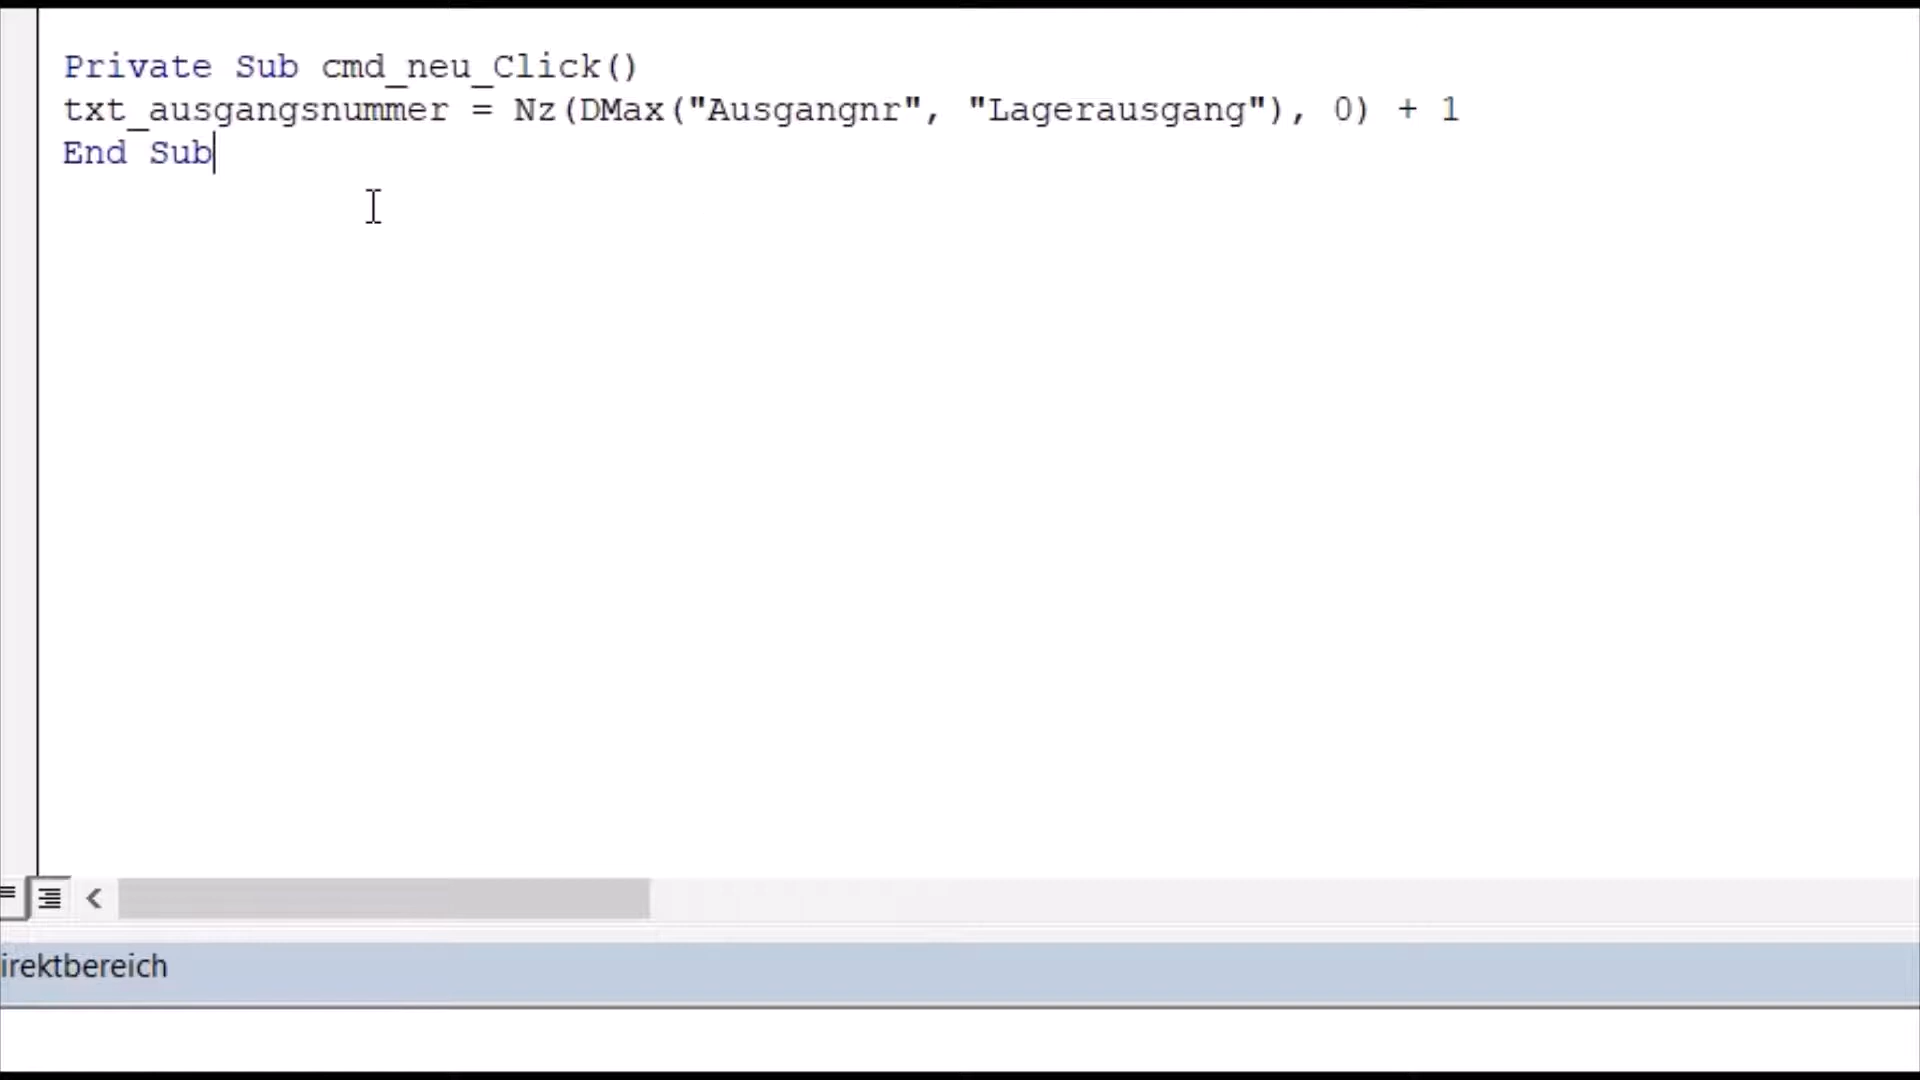 Private Sub cmd_neu_Click()
txt_ausgangsnummer = Nz(DMax("Ausgangnr", "Lagerausgang"), 0) + 1
End Sub
irektbereich